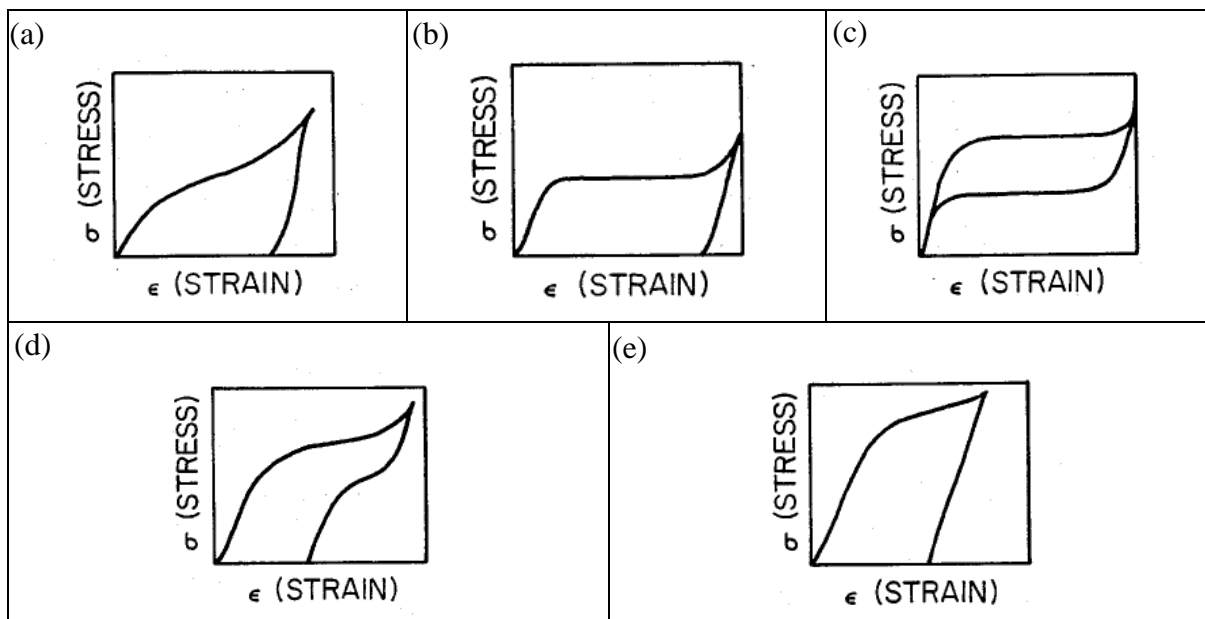 (a)
σ (STRESS)
ϵ (STRAIN)
(b)
σ (STRESS)
ϵ (STRAIN)
(c)
σ (STRESS)
ϵ (STRAIN)
(d)
σ (STRESS)
ϵ (STRAIN)
(e)
σ (STRESS)
ϵ (STRAIN)